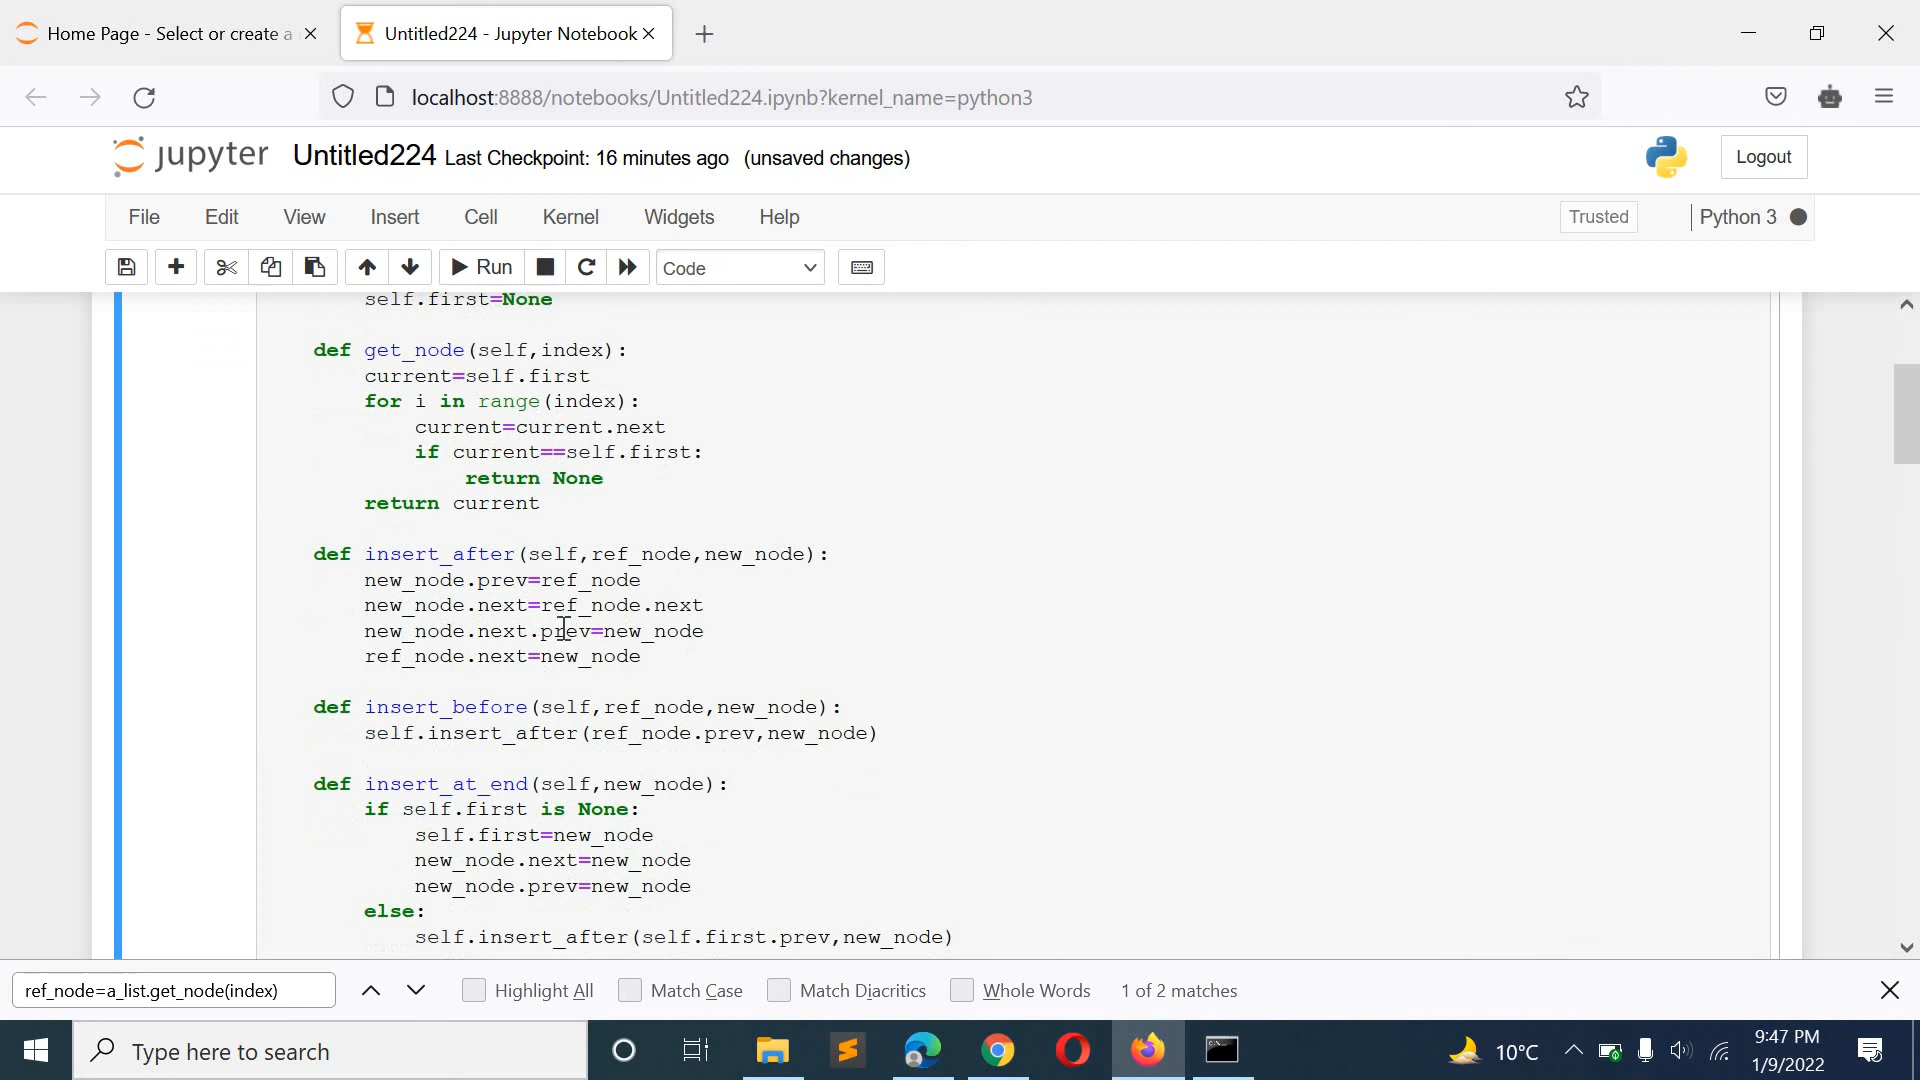 Home Page - Select or create a
Untitled224 - Jupyter Notebook
localhost:8888/notebooks/Untitled224.ipynb?kernel_name=python3
jupyter Untitled224 Last Checkpoint: 16 minutes ago (unsaved changes)
Logout
File Edit View Insert Cell Kernel Widgets Help
Trusted
Python 3
Run
Code
self.first=None
def get_node(self,index):
current=self.first
for i in range(index):
current=current.next
if current==self.first:
return None
return current
def insert_after(self,ref_node,new_node):
new_node.prev=ref_node
new_node.next=ref_node.next
new_node.next.prev=new_node
ref_node.next=new_node
def insert_before(self,ref_node,new_node):
self.insert_after(ref_node.prev,new_node)
def insert_at_end(self,new_node):
if self.first is None:
self.first=new_node
new_node.next=new_node
new_node.prev=new_node
else:
self.insert_after(self.first.prev,new_node)
ref_node=a_list.get_node(index)
Highlight All
Match Case
Match Diacritics
Whole Words
1 of 2 matches
Type here to search
10°C
9:47 PM
1/9/2022